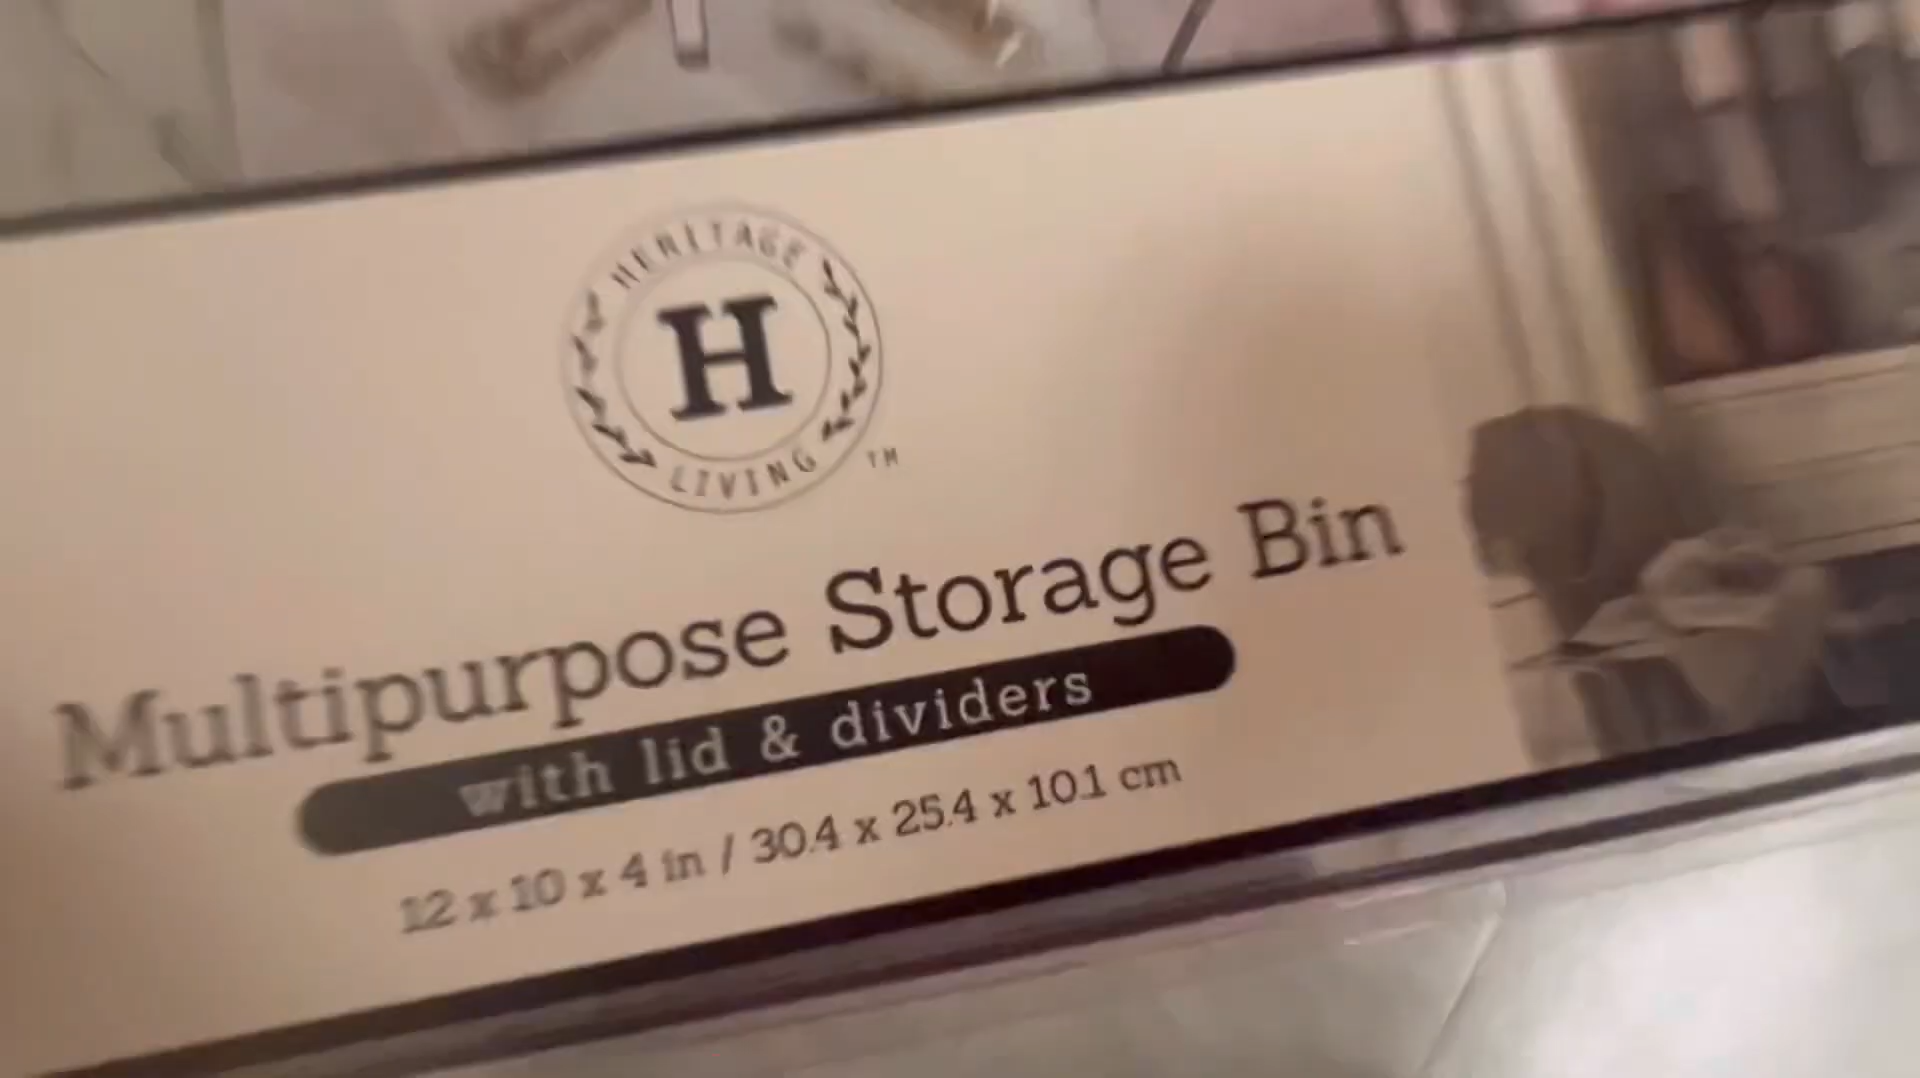 HERITAGE
H
LIVING
TM
Multipurpose Storage Bin
with lid & dividers
12 x 10 x 4 in / 30.4 x 25.4 x 10.1 cm